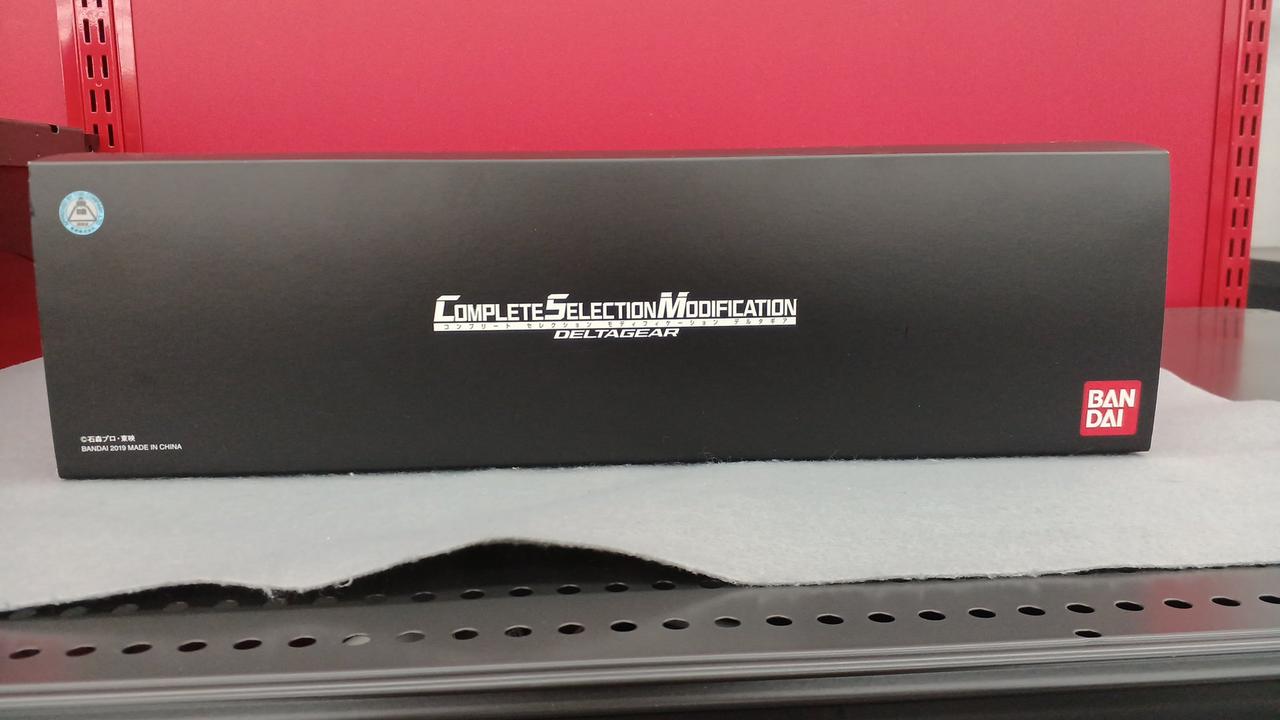 COMPLETE SELECTION MODIFICATION
コンプリート セレクション モディフィケーション デルタギア
DELTAGEAR
BAN
DAI
©石森プロ・東映
BANDAI 2019 MADE IN CHINA